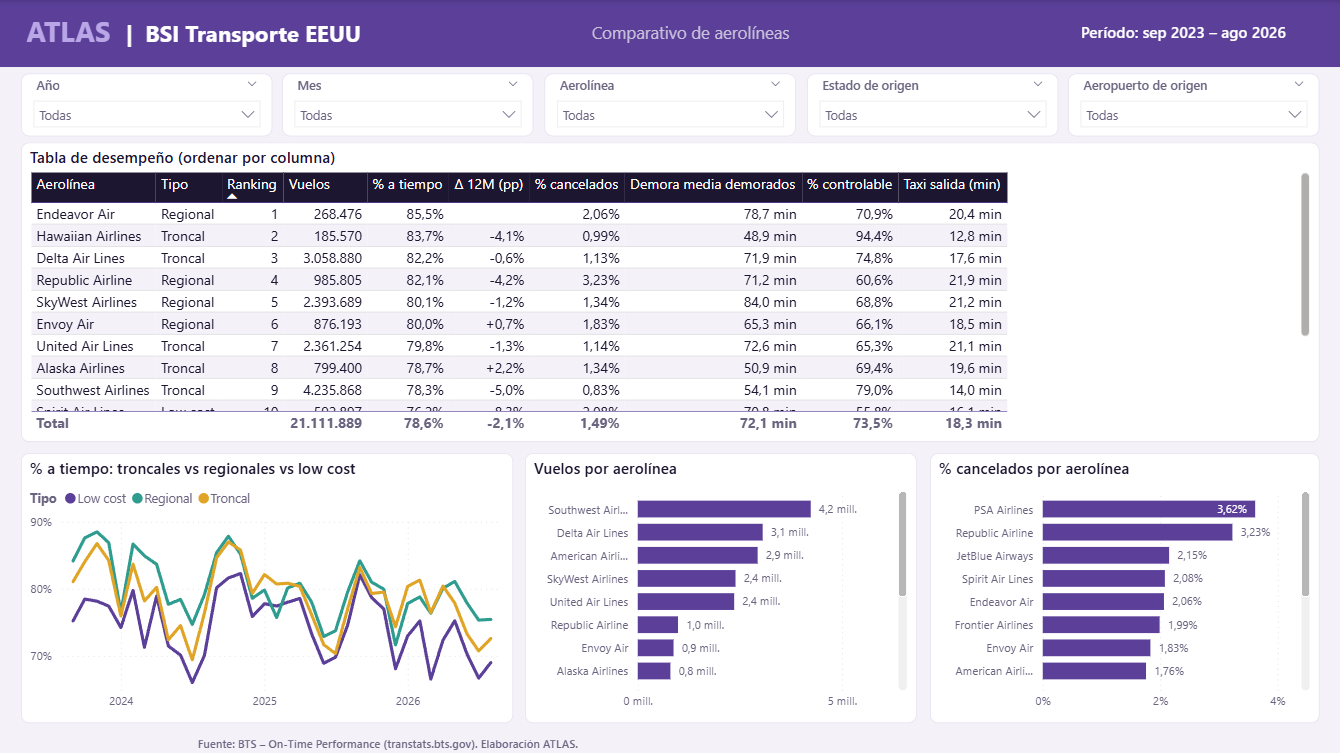 ATLAS | BSI Transporte EEUU
Comparativo de aerolíneas
Período: sep 2023 – ago 2026
Año
Todas
Mes
Todas
Aerolínea
Todas
Estado de origen
Todas
Aeropuerto de origen
Todas
Tabla de desempeño (ordenar por columna)
Aerolínea Tipo Ranking Vuelos % a tiempo Δ 12M (pp) % cancelados Demora media demorados % controlable Taxi salida (min)
Endeavor Air Regional 1 268.476 85,5% 2,06% 78,7 min 70,9% 20,4 min
Hawaiian Airlines Troncal 2 185.570 83,7% -4,1% 0,99% 48,9 min 94,4% 12,8 min
Delta Air Lines Troncal 3 3.058.880 82,2% -0,6% 1,13% 71,9 min 74,8% 17,6 min
Republic Airline Regional 4 985.805 82,1% -4,2% 3,23% 71,2 min 60,6% 21,9 min
SkyWest Airlines Regional 5 2.393.689 80,1% -1,2% 1,34% 84,0 min 68,8% 21,2 min
Envoy Air Regional 6 876.193 80,0% +0,7% 1,83% 65,3 min 66,1% 18,5 min
United Air Lines Troncal 7 2.361.254 79,8% -1,3% 1,14% 72,6 min 65,3% 21,1 min
Alaska Airlines Troncal 8 799.400 78,7% +2,2% 1,34% 50,9 min 69,4% 19,6 min
Southwest Airlines Troncal 9 4.235.868 78,3% -5,0% 0,83% 54,1 min 79,0% 14,0 min
Spirit Air Lines Low cost 10
Total 21.111.889 78,6% -2,1% 1,49% 72,1 min 73,5% 18,3 min
% a tiempo: troncales vs regionales vs low cost
Tipo Low cost Regional Troncal
90%
80%
70%
2024 2025 2026
Vuelos por aerolínea
Southwest Airl... 4,2 mill.
Delta Air Lines 3,1 mill.
American Airli... 2,9 mill.
SkyWest Airlines 2,4 mill.
United Air Lines 2,4 mill.
Republic Airline 1,0 mill.
Envoy Air 0,9 mill.
Alaska Airlines 0,8 mill.
0 mill. 5 mill.
% cancelados por aerolínea
PSA Airlines 3,62%
Republic Airline 3,23%
JetBlue Airways 2,15%
Spirit Air Lines 2,08%
Endeavor Air 2,06%
Frontier Airlines 1,99%
Envoy Air 1,83%
American Airli... 1,76%
0% 2% 4%
Fuente: BTS – On-Time Performance (transtats.bts.gov). Elaboración ATLAS.